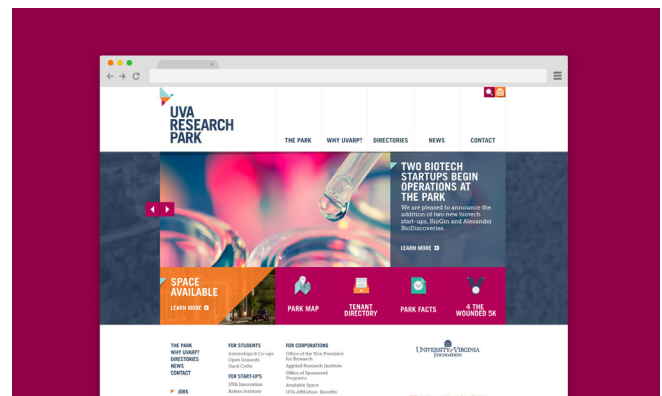 UVA
RESEARCH
PARK
THE PARK
WHY UVARP?
DIRECTORIES
NEWS
CONTACT
TWO BIOTECH
STARTUPS BEGIN
OPERATIONS AT
THE PARK
We are pleased to announce the
addition of two new biotech
start-ups, BioGin and Alexander
BioDiscoveries.
LEARN MORE
SPACE
AVAILABLE
LEARN MORE
PARK MAP
TENANT
DIRECTORY
PARK FACTS
4 THE
WOUNDED 5K
THE PARK
WHY UVARP?
DIRECTORIES
NEWS
CONTACT
JOBS
FOR STUDENTS
Internships & Co-ops
Open Grounds
Hack Cville
FOR START-UPS
UVA Innovation
Batten Institute
FOR CORPORATIONS
Office of the Vice President
for Research
Applied Research Institute
Office of Sponsored
Programs
Available Space
UVA Affiliation Benefits
UNIVERSITY of VIRGINIA
FOUNDATION